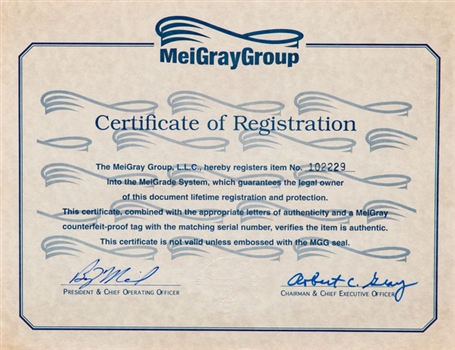 MeiGrayGroup
Certificate of Registration
The MeiGray Group, L.L.C., hereby registers item No. 102229
into the MeiGrade System, which guarantees the legal owner
of this document lifetime registration and protection.
This certificate, combined with the appropriate letters of authenticity and a MeiGray
counterfeit-proof tag with the matching serial number, verifies the item is authentic.
This certificate is not valid unless embossed with the MGG seal.
Arthur C. Gray
President & Chief Operating Officer
Chairman & Chief Executive Officer